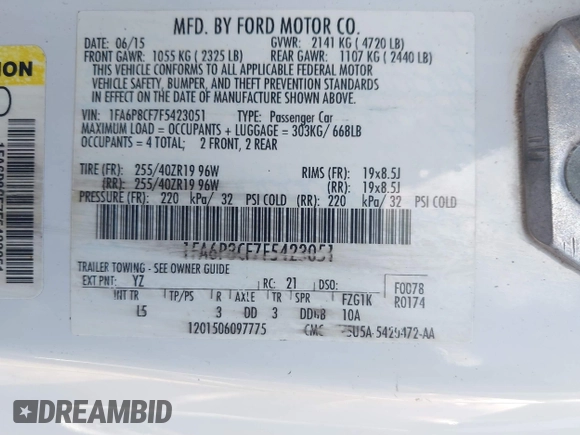 MFD. BY FORD MOTOR CO.
DATE: 06/15 GVWR: 2141 KG ( 4720 LB)
FRONT GAWR: 1055 KG ( 2325 LB) REAR GAWR: 1107 KG ( 2440 LB)
THIS VEHICLE CONFORMS TO ALL APPLICABLE FEDERAL MOTOR
VEHICLE SAFETY, BUMPER, AND THEFT PREVENTION STANDARDS IN
EFFECT ON THE DATE OF MANUFACTURE SHOWN ABOVE.
VIN: 1FA6P8CF7F5423051 TYPE: Passenger Car
MAXIMUM LOAD = OCCUPANTS + LUGGAGE = 303KG/ 668LB
OCCUPANTS = 4 TOTAL; 2 FRONT, 2 REAR
TIRE (FR): 255/40ZR19 96W RIMS (FR): 19x8.5J
(RR): 255/40ZR19 96W (RR): 19x8.5J
PRESSURE (FR): 220 kPa/ 32 PSI COLD (RR): 220 kPa/ 32 PSI COLD
1FA6P8CF7F5423051
TRAILER TOWING - SEE OWNER GUIDE
EXT PNT: YZ RC: 21 DSO: F0078
INT TR TP/PS R AXLE TR SPR FZG1K R0174
L5 3 DD 3 10A
1201506097775
ION
DREAMBID